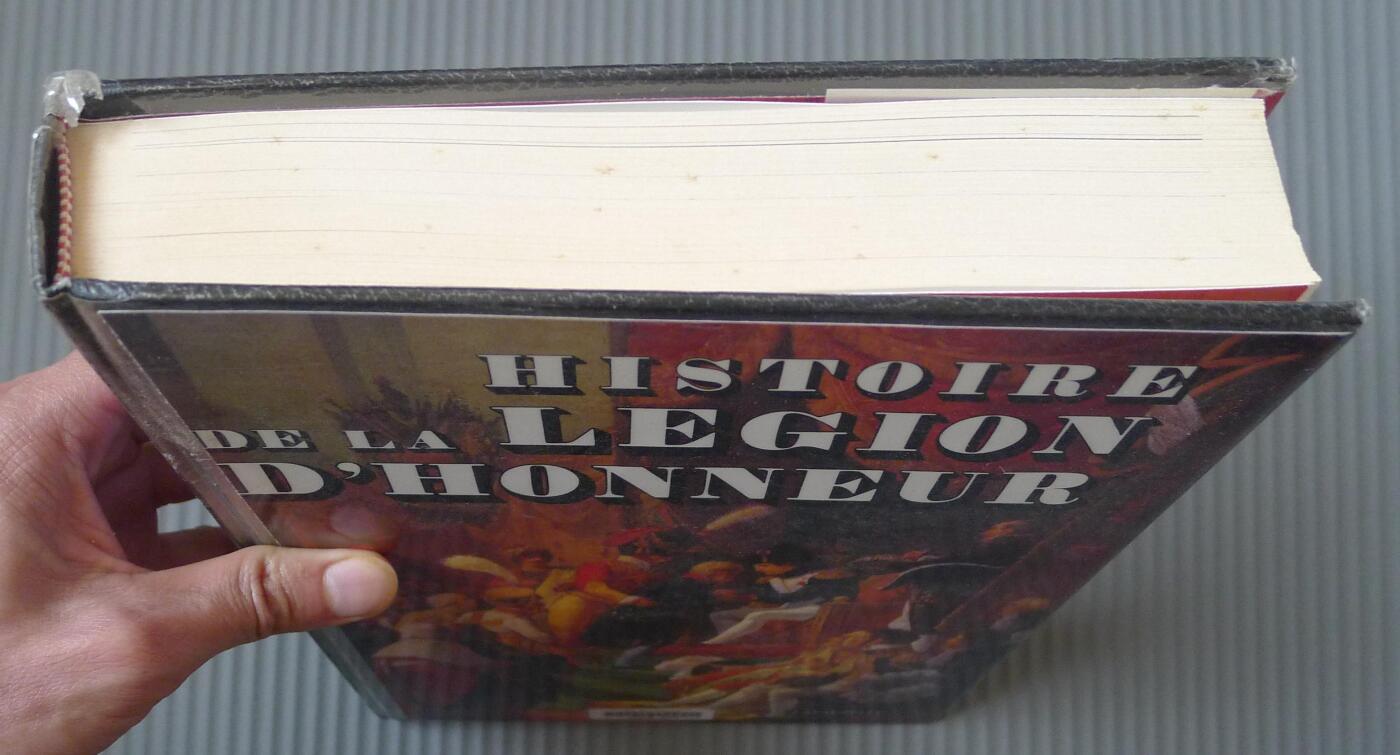 HISTOIRE
DE LA LEGION
D'HONNEUR